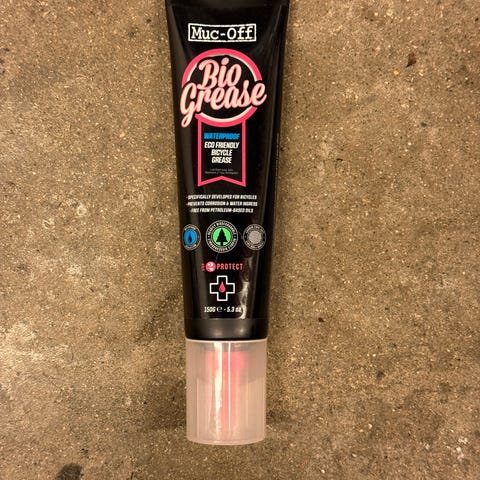 Muc-Off
Bio
Grease
WATERPROOF
ECO FRIENDLY
BICYCLE
GREASE
•SPECIFICALLY DEVELOPED FOR BICYCLES
•PREVENTS CORROSION & WATER INGRESS
•FREE FROM PETROLEUM-BASED OILS
PROTECT
150G ℮ - 5.3 oz